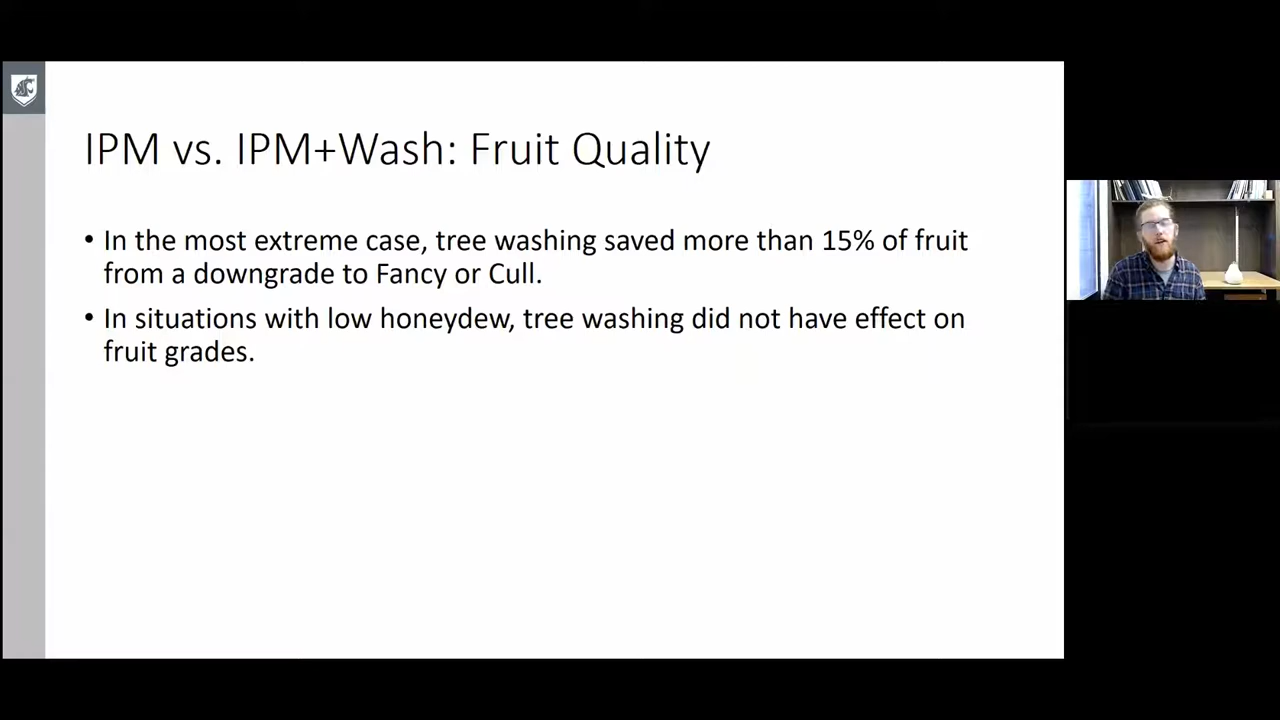 IPM vs. IPM+Wash: Fruit Quality
• In the most extreme case, tree washing saved more than 15% of fruit
from a downgrade to Fancy or Cull.
• In situations with low honeydew, tree washing did not have effect on
fruit grades.